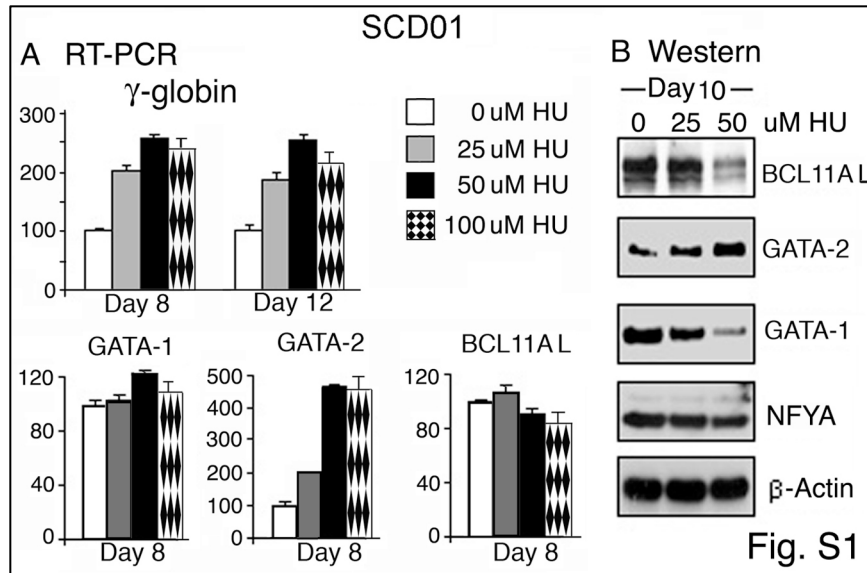 SCD01
A RT-PCR
γ-globin
300
200
100
0
Day 8
Day 12
0 uM HU
25 uM HU
50 uM HU
100 uM HU
GATA-1
120
80
40
0
Day 8
GATA-2
500
400
300
200
100
0
Day 8
BCL11A L
120
80
40
0
Day 8
B Western
Day 10
0 25 50 uM HU
BCL11A L
GATA-2
GATA-1
NFYA
β-Actin
Fig. S1